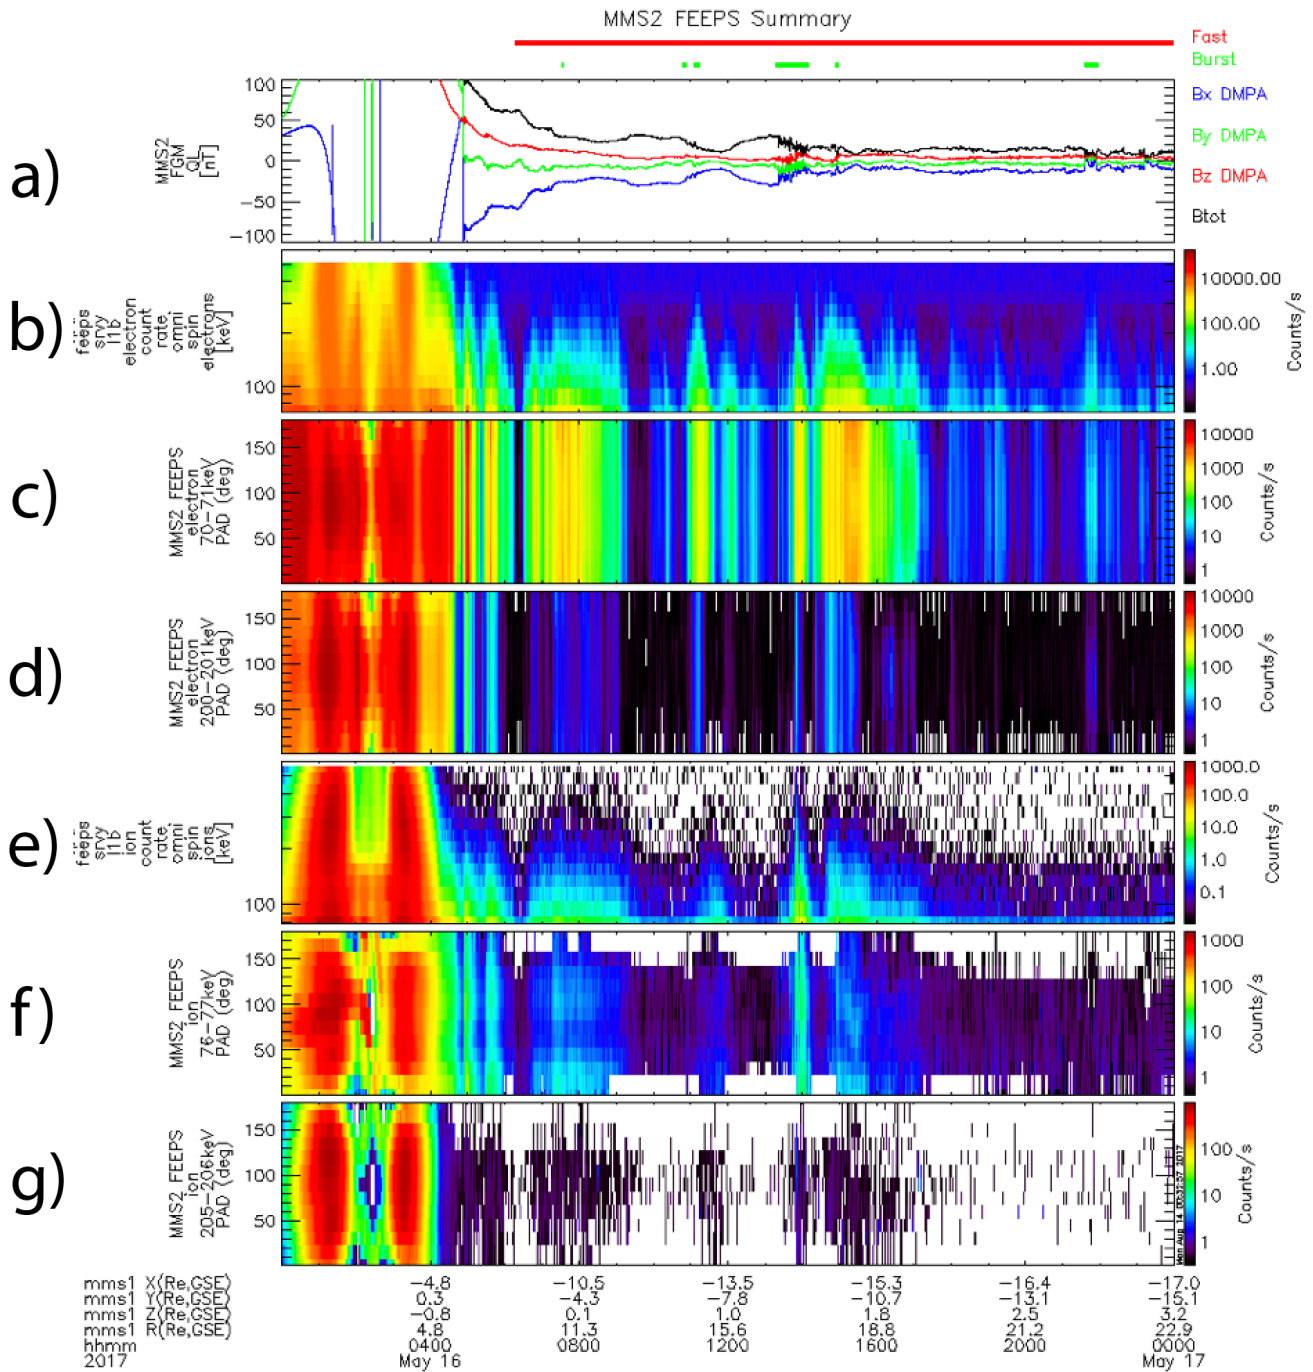 MMS2 FEEPS Summary
Fast
Burst
a)
MMS2
FGM
QL
[nT]
100
50
0
−50
−100
Bx DMPA
By DMPA
Bz DMPA
Btot
b)
feeps
srvy
l1b
electron
count
rate
omni
spin
electrons
[keV]
100
10000.00
100.00
1.00
Counts/s
c)
MMS2 FEEPS
electron
70−71keV
PAD (deg)
150
100
50
10000
1000
100
10
1
Counts/s
d)
MMS2 FEEPS
electron
200−201keV
PAD (deg)
150
100
50
10000
1000
100
10
1
Counts/s
e)
feeps
srvy
l1b
ion
count
rate
omni
spin
ions
[keV]
100
1000.0
100.0
10.0
1.0
0.1
Counts/s
f)
MMS2 FEEPS
ion
76−77keV
PAD (deg)
150
100
50
1000
100
10
1
Counts/s
g)
MMS2 FEEPS
ion
205−206keV
PAD (deg)
150
100
50
100
10
1
Counts/s
Mon Aug 14 2017
mms1 X(Re,GSE) −4.8 −10.5 −13.5 −15.3 −16.4 −17.0
mms1 Y(Re,GSE) 0.3 −4.3 −7.8 −10.7 −13.1 −15.1
mms1 Z(Re,GSE) −0.8 0.1 1.0 1.8 2.5 3.2
mms1 R(Re,GSE) 4.8 11.3 15.6 18.8 21.2 22.9
hhmm 0400 0800 1200 1600 2000 0000
2017 May 16 May 17